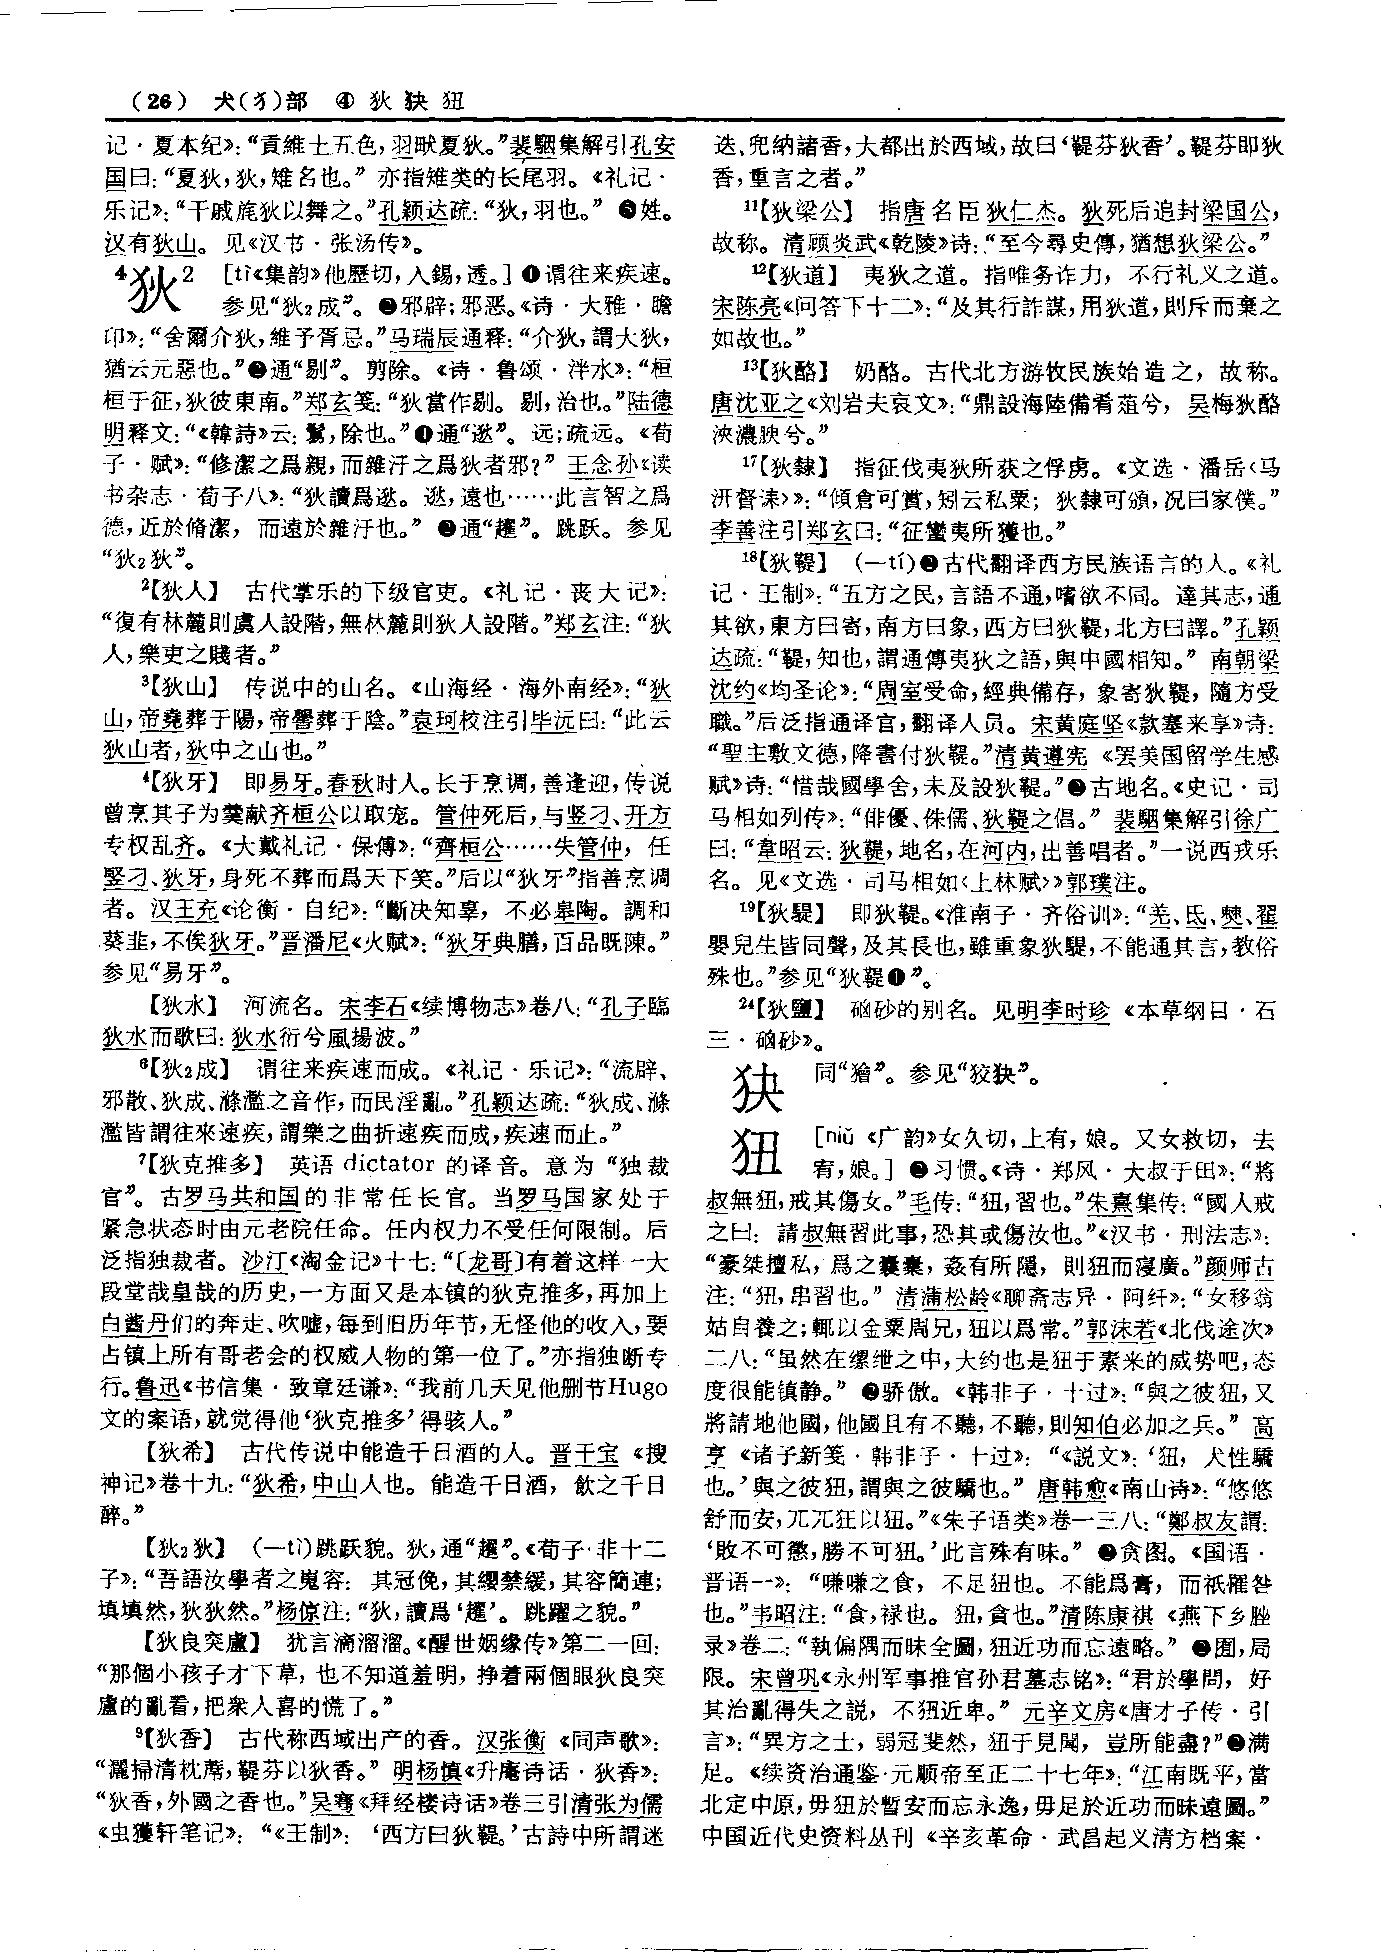 (26) 犬(犭)部 ④ 狄 狇 狃
记·夏本纪》：“貢維土五色，羽畎夏狄。”裴駰集解引孔安
国曰：“夏狄，狄，雉名也。”亦指雉类的长尾羽。《礼记·
乐记》：“干戚旄狄以舞之。”孔颖达疏：“狄，羽也。”❺姓。
汉有狄山。见《汉书·张汤传》。
4狄2 [tì《集韵》他歷切，入錫，透。]❶谓往来疾速。
参见“狄2成”。❷邪辟；邪恶。《诗·大雅·瞻
卬》：“舍爾介狄，維予胥忌。”马瑞辰通释：“介狄，謂大狄，
猶云元惡也。”❸通“剔”。剪除。《诗·鲁颂·泮水》：“桓
桓于征，狄彼東南。”郑玄笺：“狄當作剔。剔，治也。”陆德
明释文：“《韓詩》云：鬄，除也。”❹通“逖”。远；疏远。《荀
子·赋》：“修潔之爲親，而雜汙之爲狄者邪？”王念孙《读
书杂志·荀子八》：“狄讀爲逖。逖，遠也……此言智之爲
德，近於脩潔，而遠於雜汙也。”❺通“趯”。跳跃。参见
“狄2狄”。
2【狄人】 古代掌乐的下级官吏。《礼记·丧大记》：
“復有林麓則虞人設階，無林麓則狄人設階。”郑玄注：“狄
人，樂吏之賤者。”
3【狄山】 传说中的山名。《山海经·海外南经》：“狄
山，帝堯葬于陽，帝嚳葬于陰。”袁珂校注引毕沅曰：“此云
狄山者，狄中之山也。”
4【狄牙】 即易牙。春秋时人。长于烹调，善逢迎，传说
曾烹其子为羹献齐桓公以取宠。管仲死后，与竖刁、开方
专权乱齐。《大戴礼记·保傅》：“齊桓公……失管仲，任
竪刁、狄牙，身死不葬而爲天下笑。”后以“狄牙”指善烹调
者。汉王充《论衡·自纪》：“斷决知辜，不必皋陶。調和
葵韭，不俟狄牙。”晋潘尼《火赋》：“狄牙典膳，百品既陳。”
参见“易牙”。
【狄水】 河流名。宋李石《续博物志》卷八：“孔子臨
狄水而歌曰：狄水衍兮風揚波。”
6【狄2成】 谓往来疾速而成。《礼记·乐记》：“流辟、
邪散、狄成、滌濫之音作，而民淫亂。”孔颖达疏：“狄成、滌
濫皆謂往來速疾，謂樂之曲折速疾而成，疾速而止。”
7【狄克推多】 英语 dictator 的译音。意为“独裁
官”。古罗马共和国的非常任长官。当罗马国家处于
紧急状态时由元老院任命。任内权力不受任何限制。后
泛指独裁者。沙汀《淘金记》十七：“〔龙哥〕有着这样一大
段堂哉皇哉的历史，一方面又是本镇的狄克推多，再加上
白酱丹们的奔走、吹嘘，每到旧历年节，无怪他的收入，要
占镇上所有哥老会的权威人物的第一位了。”亦指独断专
行。鲁迅《书信集·致章廷谦》：“我前几天见他删节Hugo
文的案语，就觉得他‘狄克推多’得骇人。”
【狄希】 古代传说中能造千日酒的人。晋干宝《搜
神记》卷十九：“狄希，中山人也。能造千日酒，飲之千日
醉。”
【狄2狄】 (—tì)跳跃貌。狄，通“趯”。《荀子·非十二
子》：“吾語汝學者之嵬容：其冠俛，其纓禁緩，其容簡連；
填填然，狄狄然。”杨倞注：“狄，讀爲‘趯’。跳躍之貌。”
【狄良突盧】 犹言滴溜溜。《醒世姻缘传》第二一回：
“那個小孩子才下草，也不知道羞明，掙着兩個眼狄良突
盧的亂看，把衆人喜的慌了。”
9【狄香】 古代称西域出产的香。汉张衡《同声歌》：
“灑掃清枕蓆，鞮芬以狄香。”明杨慎《升庵诗话·狄香》：
“狄香，外國之香也。”吴骞《拜经楼诗话》卷三引清张为儒
《虫獲轩笔记》：“《王制》：‘西方曰狄鞮。’古詩中所謂迷
迭、兜纳諸香，大都出於西域，故曰‘鞮芬狄香’。鞮芬即狄
香，重言之者。”
11【狄梁公】 指唐名臣狄仁杰。狄死后追封梁国公，
故称。清顾炎武《乾陵》诗：“至今尋史傳，猶想狄梁公。”
12【狄道】 夷狄之道。指唯务诈力，不行礼义之道。
宋陈亮《问答下十二》：“及其行詐謀，用狄道，則斥而棄之
如故也。”
13【狄酪】 奶酪。古代北方游牧民族始造之，故称。
唐沈亚之《刘岩夫哀文》：“鼎設海陸備肴葅兮，吴梅狄酪
泱濃腴兮。”
17【狄隸】 指征伐夷狄所获之俘虏。《文选·潘岳〈马
汧督诔〉》：“傾倉可賞，矧云私粟；狄隸可頒，况曰家僕。”
李善注引郑玄曰：“征蠻夷所獲也。”
18【狄鞮】 (—tí)❶古代翻译西方民族语言的人。《礼
记·王制》：“五方之民，言語不通，嗜欲不同。達其志，通
其欲，東方曰寄，南方曰象，西方曰狄鞮，北方曰譯。”孔颖
达疏：“鞮，知也，謂通傳夷狄之語，與中國相知。”南朝梁
沈约《均圣论》：“周室受命，經典備存，象寄狄鞮，隨方受
職。”后泛指通译官，翻译人员。宋黄庭坚《款塞来享》诗：
“聖主敷文德，降書付狄鞮。”清黄遵宪《罢美国留学生感
赋》诗：“惜哉國學舍，未及設狄鞮。”❷古地名。《史记·司
马相如列传》：“俳優、侏儒、狄鞮之倡。”裴駰集解引徐广
曰：“韋昭云：狄鞮，地名，在河内，出善唱者。”一说西戎乐
名。见《文选·司马相如〈上林赋〉》郭璞注。
19【狄騠】 即狄鞮。《淮南子·齐俗训》：“羌、氐、僰、翟
嬰兒生皆同聲，及其長也，雖重象狄騠，不能通其言，教俗
殊也。”参见“狄鞮❶”。
24【狄鹽】 硇砂的别名。见明李时珍《本草纲目·石
三·硇砂》。
狇 同“獪”。参见“狡狇”。
狃 [niǔ《广韵》女久切，上有，娘。又女救切，去
宥，娘。]❶习惯。《诗·郑风·大叔于田》：“將
叔無狃，戒其傷女。”毛传：“狃，習也。”朱熹集传：“國人戒
之曰：請叔無習此事，恐其或傷汝也。”《汉书·刑法志》：
“豪桀擅私，爲之囊橐，姦有所隱，則狃而寖廣。”颜师古
注：“狃，串習也。”清蒲松龄《聊斋志异·阿纤》：“女移翁
姑自養之；輒以金粟周兄，狃以爲常。”郭沫若《北伐途次》
二八：“虽然在缧绁之中，大约也是狃于素来的威势吧，态
度很能镇静。”❷骄傲。《韩非子·十过》：“與之彼狃，又
將請地他國，他國且有不聽，不聽，則知伯必加之兵。”高
亨《诸子新笺·韩非子·十过》：“《說文》：‘狃，犬性驕
也。’與之彼狃，謂與之彼驕也。”唐韩愈《南山诗》：“悠悠
舒而安，兀兀狂以狃。”《朱子语类》卷一三八：“鄭叔友謂：
‘敗不可懲，勝不可狃。’此言殊有味。”❸贪图。《国语·
晋语一》：“嗛嗛之食，不足狃也。不能爲膏，而祇罹咎
也。”韦昭注：“食，禄也。狃，貪也。”清陈康祺《燕下乡脞
录》卷二：“執偏隅而昧全圖，狃近功而忘遠略。”❹囿，局
限。宋曾巩《永州军事推官孙君墓志铭》：“君於學問，好
其治亂得失之説，不狃近卑。”元辛文房《唐才子传·引
言》：“異方之士，弱冠斐然，狃于見聞，豈所能盡？”❺满
足。《续资治通鉴·元顺帝至正二十七年》：“江南既平，當
北定中原，毋狃於暫安而忘永逸，毋足於近功而昧遠圖。”
中国近代史资料丛刊《辛亥革命·武昌起义清方档案·